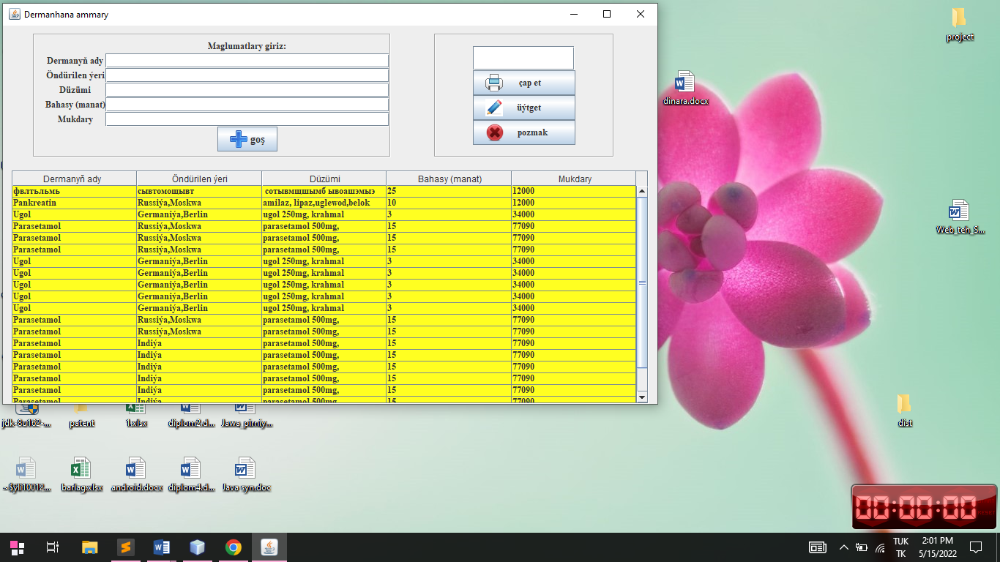 Dermanhana ammary
project
Maglumatlary giriz:
Dermanyň ady
Öndürilen ýeri
Düzümi
Bahasy (manat)
Mukdary
goş
çap et
üýtget
pozmak
dinara.docx
Dermanyň ady Öndürilen ýeri Düzümi Bahasy (manat) Mukdary
фвлтьльмь сывтомощывт сотывмщшымб ывоашэмыэ 25 12000
Pankreatin Russiýa,Moskwa amilaz, lipaz,uglewod,belok 10 12000
Ugol Germaniýa,Berlin ugol 250mg, krahmal 3 34000
Parasetamol Russiýa,Moskwa parasetamol 500mg, 15 77090
Parasetamol Russiýa,Moskwa parasetamol 500mg, 15 77090
Parasetamol Russiýa,Moskwa parasetamol 500mg, 15 77090
Ugol Germaniýa,Berlin ugol 250mg, krahmal 3 34000
Ugol Germaniýa,Berlin ugol 250mg, krahmal 3 34000
Ugol Germaniýa,Berlin ugol 250mg, krahmal 3 34000
Ugol Germaniýa,Berlin ugol 250mg, krahmal 3 34000
Ugol Germaniýa,Berlin ugol 250mg, krahmal 3 34000
Parasetamol Russiýa,Moskwa parasetamol 500mg, 15 77090
Parasetamol Russiýa,Moskwa parasetamol 500mg, 15 77090
Parasetamol Indiýa parasetamol 500mg, 15 77090
Parasetamol Indiýa parasetamol 500mg, 15 77090
Parasetamol Indiýa parasetamol 500mg, 15 77090
Parasetamol Indiýa parasetamol 500mg, 15 77090
Parasetamol Indiýa parasetamol 500mg, 15 77090
Parasetamol Indiýa parasetamol 500mg, 15 77090
Web_teh_S...
dist
jdk-8u162-...
patent
1.xlsx
diplom2.d...
Jawa_pirniý...
~$ýli10012...
barlag.xlsx
android.docx
diplom4.d...
Java syn.doc
00:00:00
TUK
TK
2:01 PM
5/15/2022